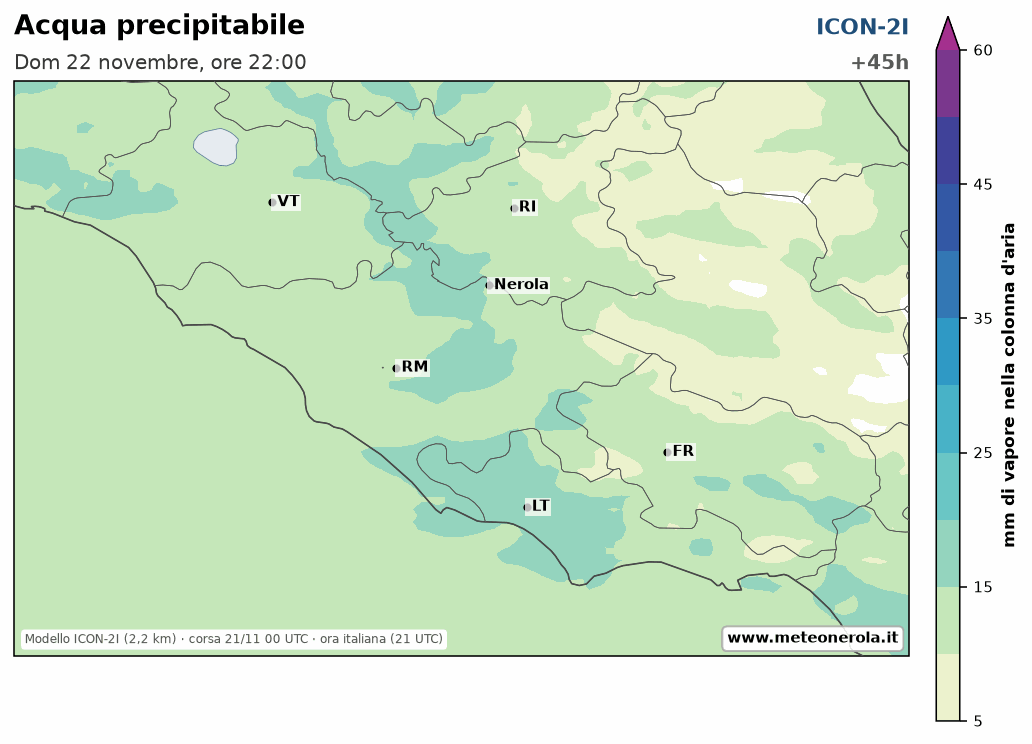 Acqua precipitabile
ICON-2I
Dom 22 novembre, ore 22:00
+45h
60
45
35
25
15
5
mm di vapore nella colonna d'aria
VT
RI
Nerola
RM
FR
LT
Modello ICON-2I (2,2 km) · corsa 21/11 00 UTC · ora italiana (21 UTC)
www.meteonerola.it